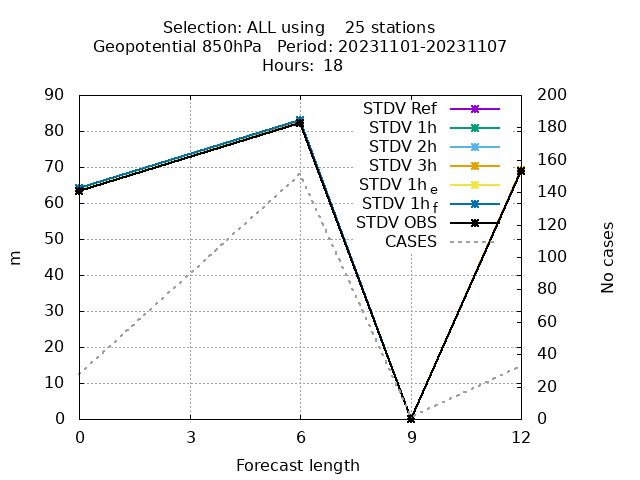 Selection: ALL using    25 stations
Geopotential 850hPa   Period: 20231101-20231107
Hours: 18
90
80
70
60
50
40
30
20
10
0
m
STDV Ref
STDV 1h
STDV 2h
STDV 3h
STDV 1h e
STDV 1h f
STDV OBS
CASES
200
180
160
140
120
100
80
60
40
20
0
No cases
0 3 6 9 12
Forecast length